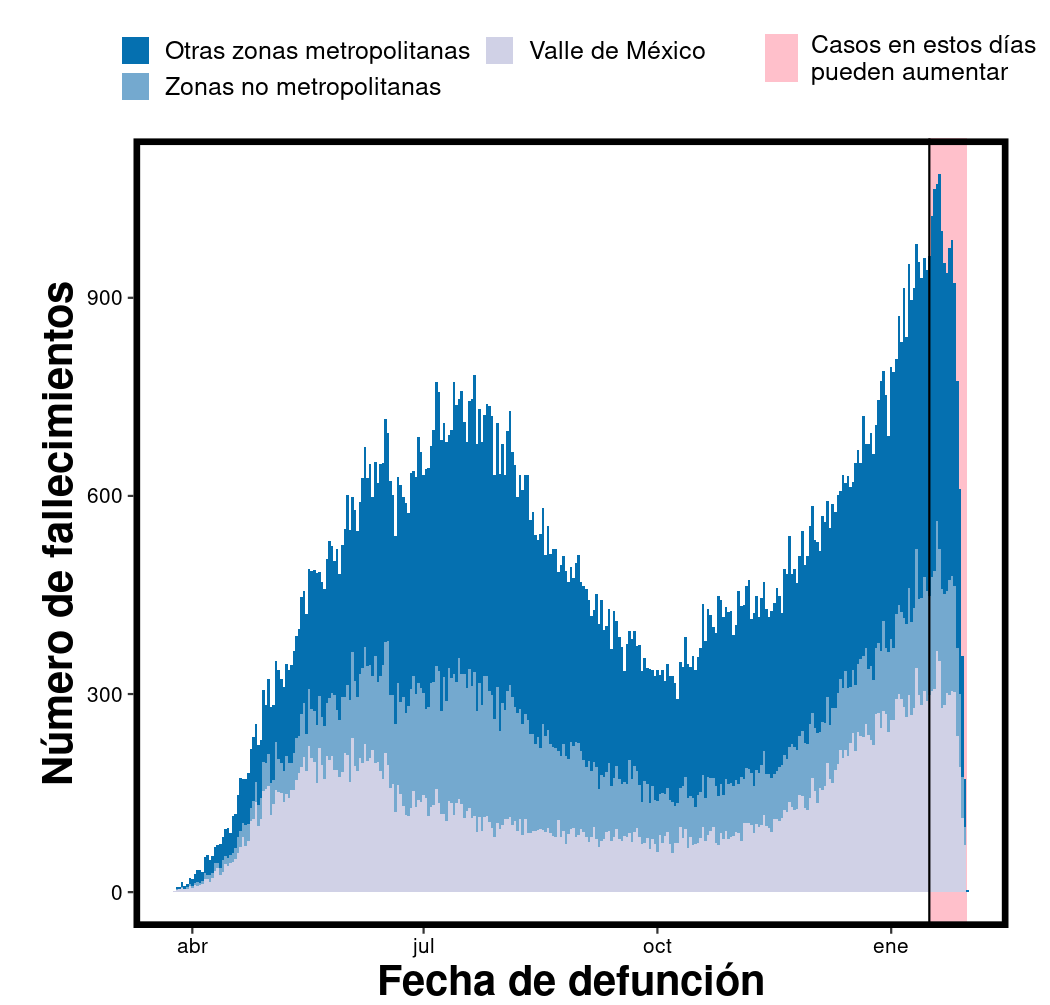 Otras zonas metropolitanas
Zonas no metropolitanas
Valle de México
Casos en estos días
pueden aumentar
Número de fallecimientos
900
600
300
0
abr
jul
oct
ene
Fecha de defunción